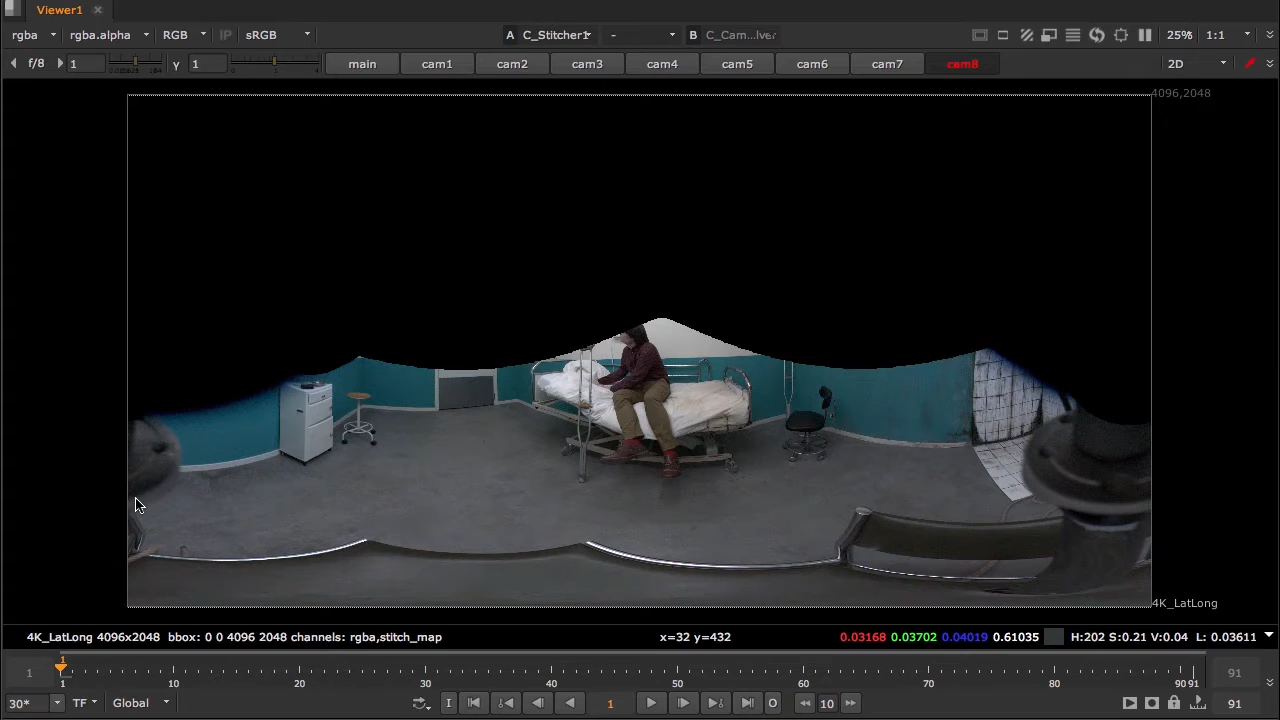 Viewer1
rgba rgba.alpha RGB IP sRGB A C_Stitcher1 - B C_Cam...lver 25% 1:1
f/8 1 γ 1 main cam1 cam2 cam3 cam4 cam5 cam6 cam7 cam8 2D
4096,2048
4K_LatLong
4K_LatLong 4096x2048 bbox: 0 0 4096 2048 channels: rgba,stitch_map x=32 y=432 0.03168 0.03702 0.04019 0.61035 H:202 S:0.21 V:0.04 L: 0.03611
1 1 91
1 10 20 30 40 50 60 70 80 90 91
30* TF Global I 1 O 10 91